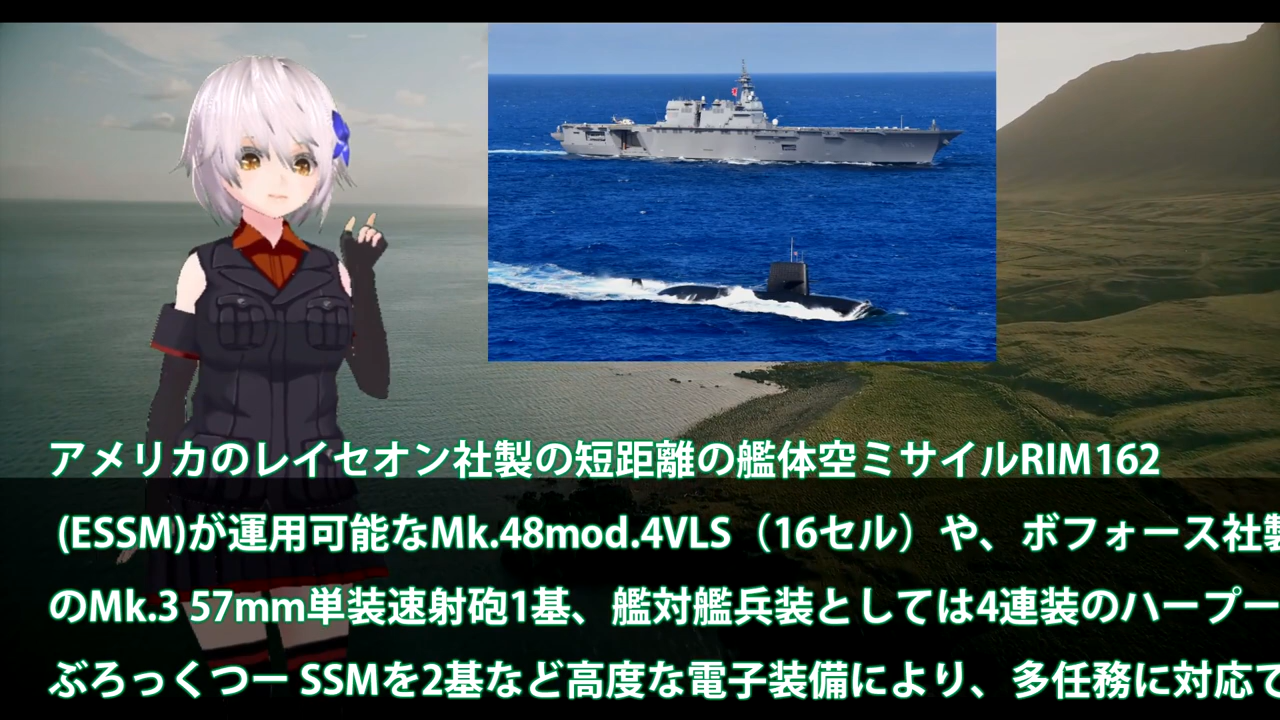 アメリカのレイセオン社製の短距離の艦体空ミサイルRIM162
(ESSM)が運用可能なMk.48mod.4VLS（16セル）や、ボフォース社製
のMk.3 57mm単装速射砲1基、艦対艦兵装としては4連装のハープー
ぶろっくつー SSMを2基など高度な電子装備により、多任務に対応で